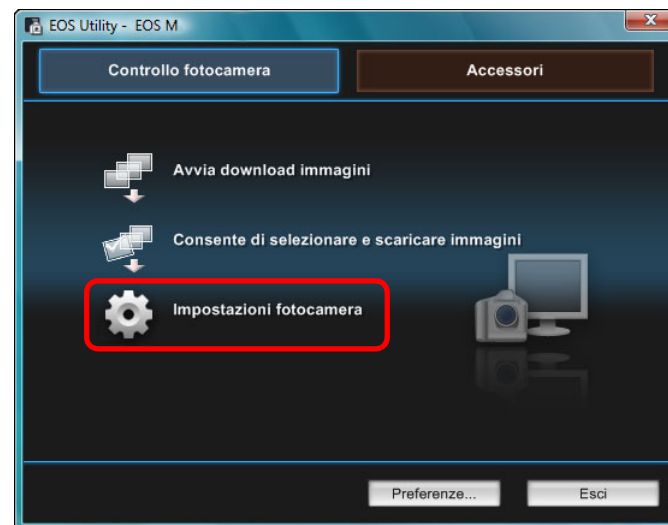 EOS Utility - EOS M
Controllo fotocamera
Accessori
Avvia download immagini
Consente di selezionare e scaricare immagini
Impostazioni fotocamera
Preferenze...
Esci